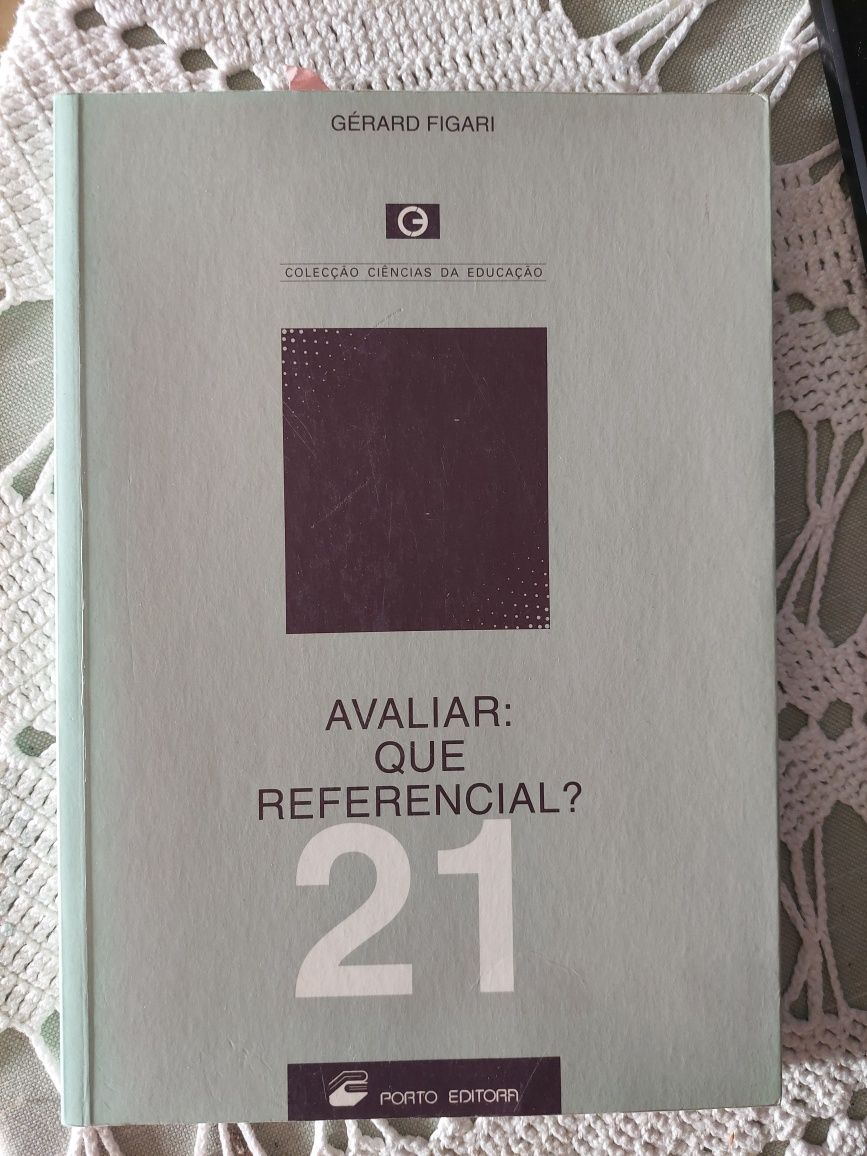 GÉRARD FIGARI
COLECÇÃO CIÊNCIAS DA EDUCAÇÃO
AVALIAR:
QUE
REFERENCIAL?
21
PORTO EDITORA